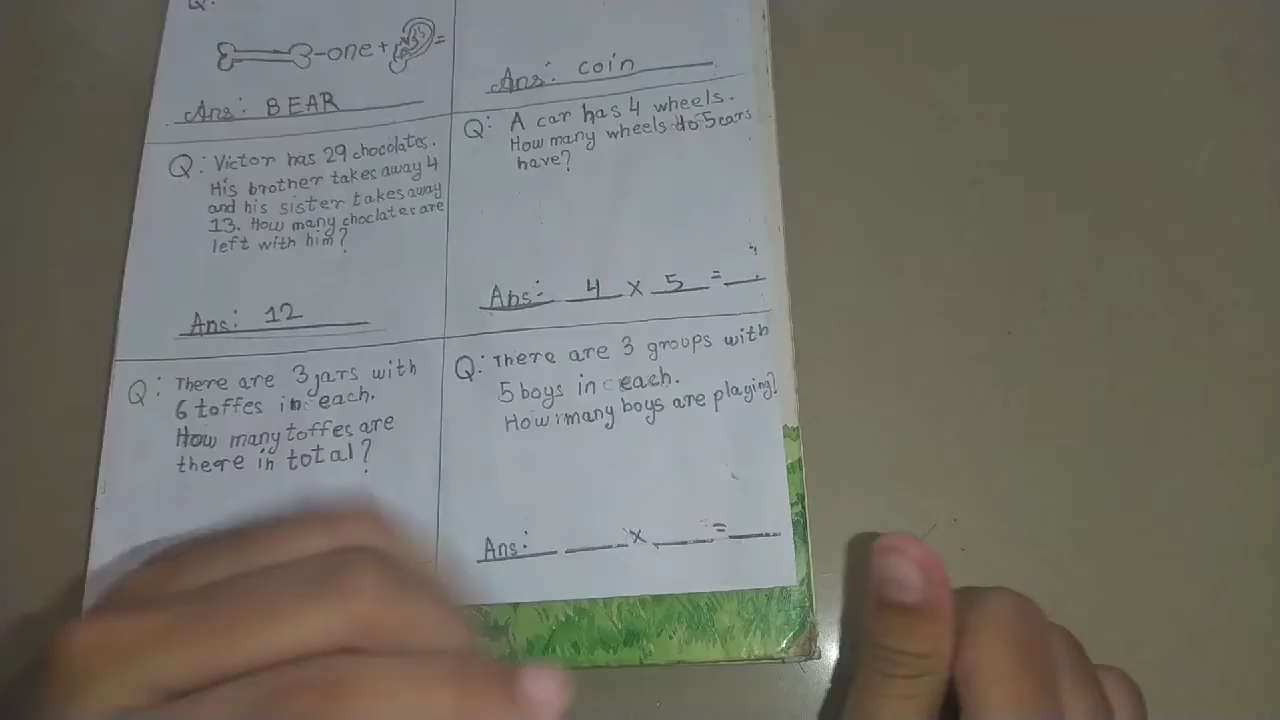 Q:
-one + =
Ans: BEAR
Ans: coin
Q: Victor has 29 chocolates.
His brother takes away 4
and his sister takes away
13. How many choclates are
left with him?
Ans: 12
Q: A car has 4 wheels.
How many wheels do 5 cars
have?
Ans: 4 x 5 =
Q: There are 3 jars with
6 toffes in each.
How many toffes are
there in total?
Q: There are 3 groups with
5 boys in each.
How many boys are playing?
Ans: x =